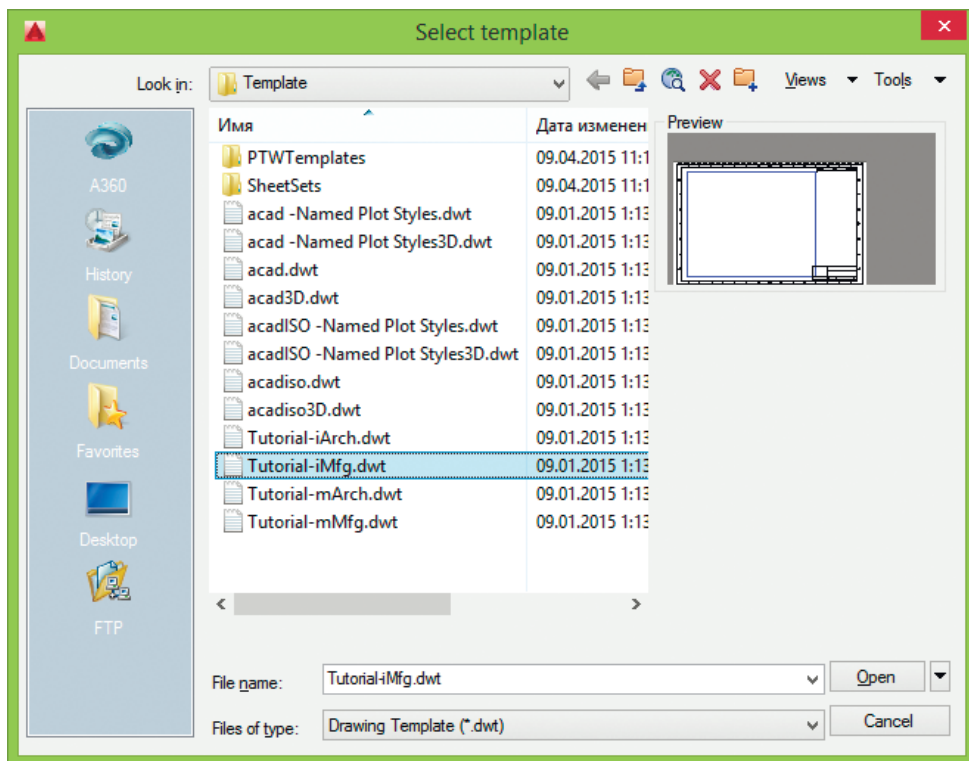 Select template
Look in: Template Views Tools
Имя Дата изменен Preview
PTWTemplates 09.04.2015 11:1
SheetSets 09.04.2015 11:1
acad -Named Plot Styles.dwt 09.01.2015 1:13
acad -Named Plot Styles3D.dwt 09.01.2015 1:13
acad.dwt 09.01.2015 1:13
acad3D.dwt 09.01.2015 1:13
acadISO -Named Plot Styles.dwt 09.01.2015 1:13
acadISO -Named Plot Styles3D.dwt 09.01.2015 1:13
acadiso.dwt 09.01.2015 1:13
acadiso3D.dwt 09.01.2015 1:13
Tutorial-iArch.dwt 09.01.2015 1:13
Tutorial-iMfg.dwt 09.01.2015 1:13
Tutorial-mArch.dwt 09.01.2015 1:13
Tutorial-mMfg.dwt 09.01.2015 1:13
A360
History
Documents
Favorites
Desktop
FTP
File name: Tutorial-iMfg.dwt Open
Files of type: Drawing Template (*.dwt) Cancel